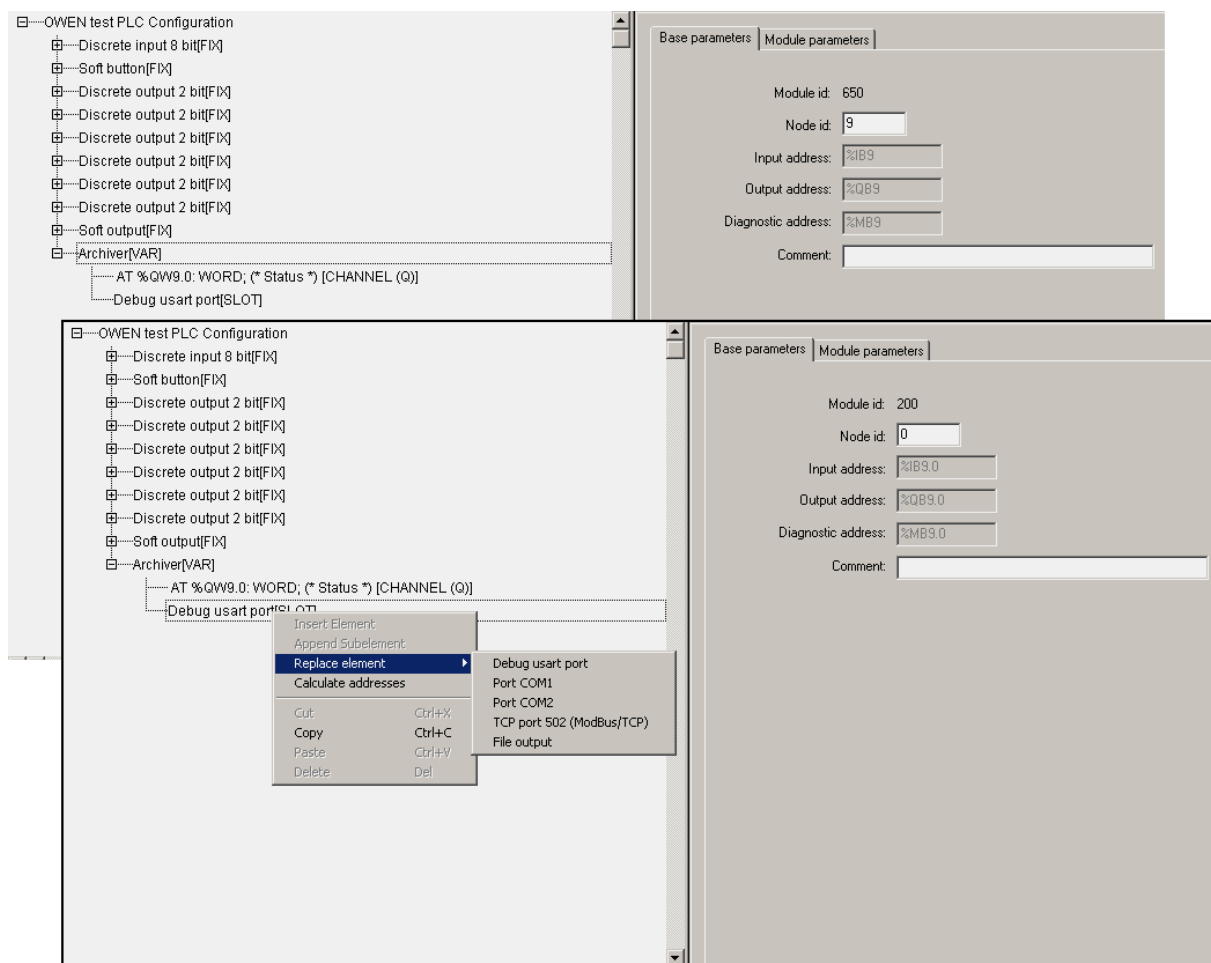 OWEN test PLC Configuration
Discrete input 8 bit[FIX]
Soft button[FIX]
Discrete output 2 bit[FIX]
Discrete output 2 bit[FIX]
Discrete output 2 bit[FIX]
Discrete output 2 bit[FIX]
Discrete output 2 bit[FIX]
Discrete output 2 bit[FIX]
Soft output[FIX]
Archiver[VAR]
AT %QW9.0: WORD; (* Status *) [CHANNEL (Q)]
Debug usart port[SLOT]
Base parameters Module parameters
Module id: 650
Node id: 9
Input address: %IB9
Output address: %QB9
Diagnostic address: %MB9
Comment:
OWEN test PLC Configuration
Discrete input 8 bit[FIX]
Soft button[FIX]
Discrete output 2 bit[FIX]
Discrete output 2 bit[FIX]
Discrete output 2 bit[FIX]
Discrete output 2 bit[FIX]
Discrete output 2 bit[FIX]
Discrete output 2 bit[FIX]
Soft output[FIX]
Archiver[VAR]
AT %QW9.0: WORD; (* Status *) [CHANNEL (Q)]
Debug usart port[SLOT]
Insert Element
Append Subelement
Replace element
Calculate addresses
Cut Ctrl+X
Copy Ctrl+C
Paste Ctrl+V
Delete Del
Debug usart port
Port COM1
Port COM2
TCP port 502 (ModBus/TCP)
File output
Base parameters Module parameters
Module id: 200
Node id: 0
Input address: %IB9.0
Output address: %QB9.0
Diagnostic address: %MB9.0
Comment: